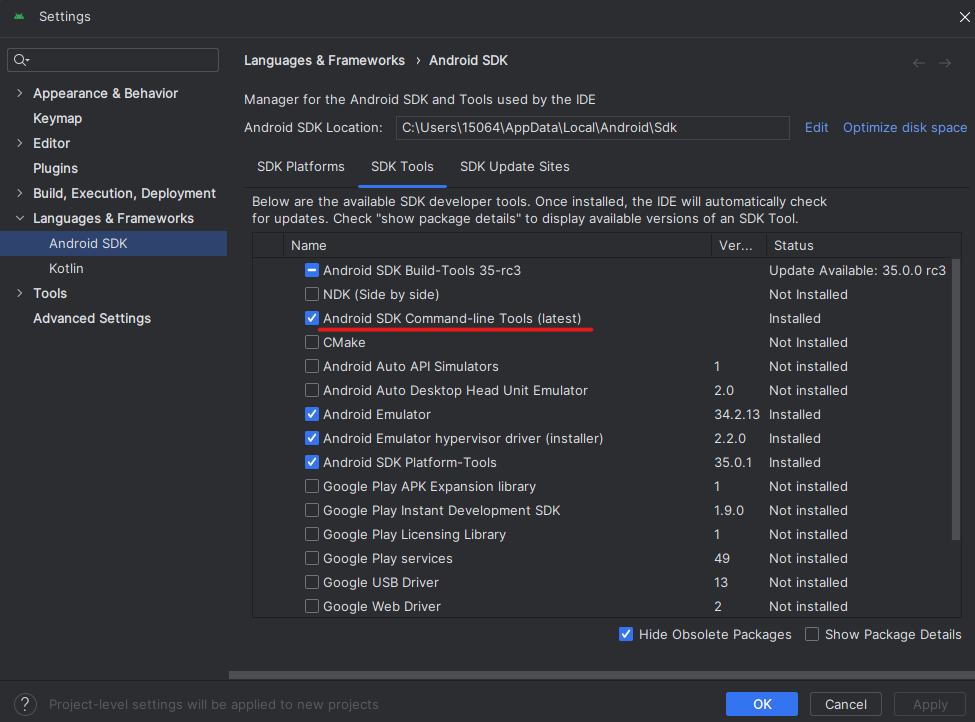 Settings
Languages & Frameworks › Android SDK
Appearance & Behavior
Keymap
Editor
Plugins
Build, Execution, Deployment
Languages & Frameworks
Android SDK
Kotlin
Tools
Advanced Settings
Manager for the Android SDK and Tools used by the IDE
Android SDK Location: C:\Users\15064\AppData\Local\Android\Sdk Edit Optimize disk space
SDK Platforms SDK Tools SDK Update Sites
Below are the available SDK developer tools. Once installed, the IDE will automatically check
for updates. Check "show package details" to display available versions of an SDK Tool.
Name Ver... Status
Android SDK Build-Tools 35-rc3 Update Available: 35.0.0 rc3
NDK (Side by side) Not Installed
Android SDK Command-line Tools (latest) Installed
CMake Not Installed
Android Auto API Simulators 1 Not installed
Android Auto Desktop Head Unit Emulator 2.0 Not installed
Android Emulator 34.2.13 Installed
Android Emulator hypervisor driver (installer) 2.2.0 Installed
Android SDK Platform-Tools 35.0.1 Installed
Google Play APK Expansion library 1 Not installed
Google Play Instant Development SDK 1.9.0 Not installed
Google Play Licensing Library 1 Not installed
Google Play services 49 Not installed
Google USB Driver 13 Not installed
Google Web Driver 2 Not installed
Hide Obsolete Packages Show Package Details
? Project-level settings will be applied to new projects
OK Cancel Apply